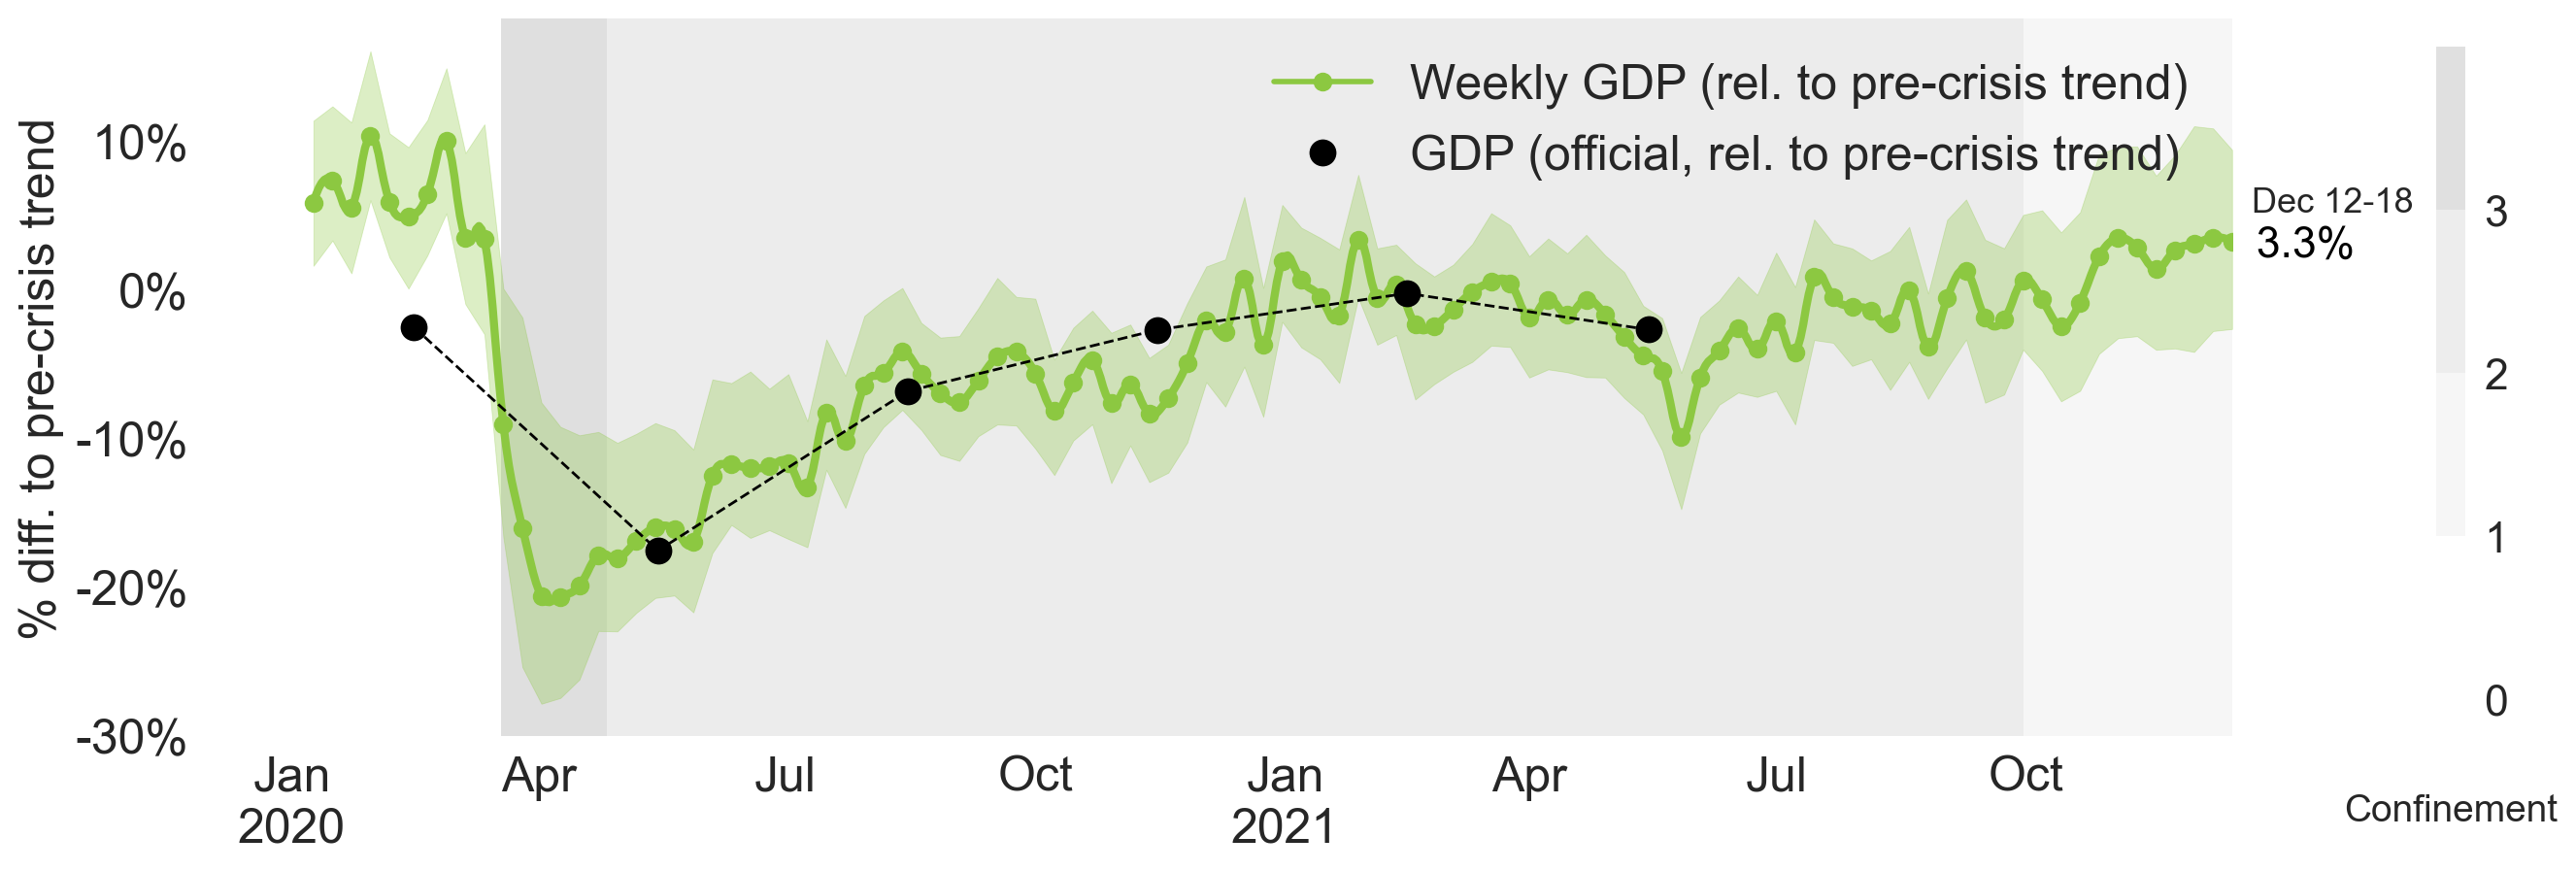 Weekly GDP (rel. to pre-crisis trend)
GDP (official, rel. to pre-crisis trend)
% diff. to pre-crisis trend
10%
0%
-10%
-20%
-30%
Jan
2020
Apr
Jul
Oct
Jan
2021
Apr
Jul
Oct
Dec 12-18
3.3%
3
2
1
0
Confinement